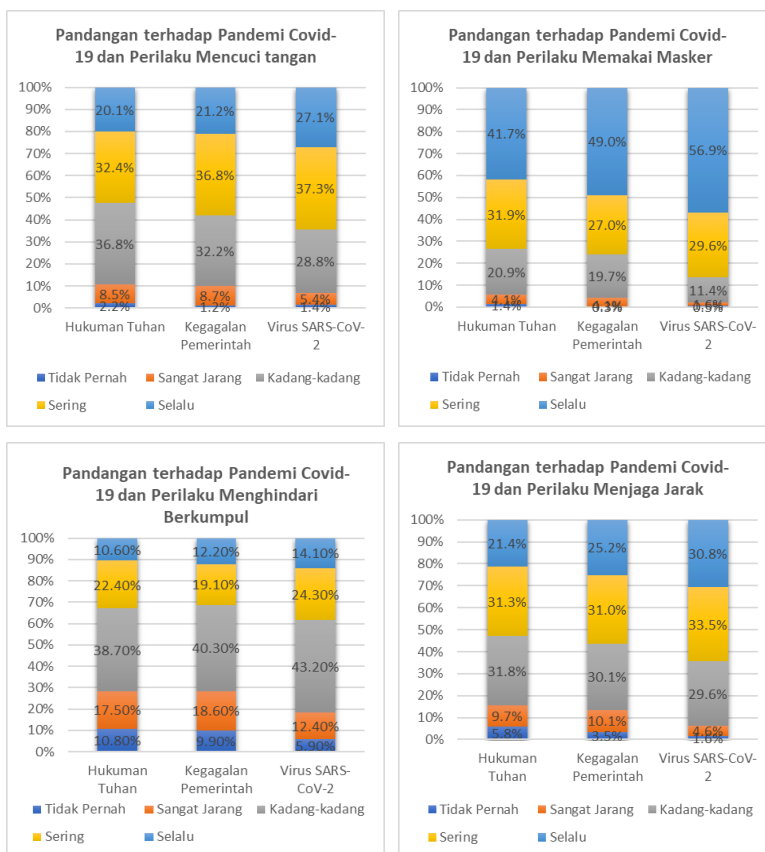 Pandangan terhadap Pandemi Covid-
19 dan Perilaku Mencuci tangan
100%
90%
80%
70%
60%
50%
40%
30%
20%
10%
0%
20.1% 21.2% 27.1%
32.4% 36.8% 37.3%
36.8% 32.2% 28.8%
8.5% 8.7% 5.4%
2.2% 1.2% 1.4%
Hukuman Tuhan Kegagalan Virus SARS-CoV-
Pemerintah 2
Tidak Pernah Sangat Jarang Kadang-kadang
Sering Selalu
Pandangan terhadap Pandemi Covid-
19 dan Perilaku Memakai Masker
100%
90%
80%
70%
60%
50%
40%
30%
20%
10%
0%
41.7% 49.0% 56.9%
31.9% 27.0% 29.6%
20.9% 19.7% 11.4%
4.1%
1.4% 0.3%
Hukuman Tuhan Kegagalan Virus SARS-CoV-
Pemerintah 2
Tidak Pernah Sangat Jarang Kadang-kadang
Sering Selalu
Pandangan terhadap Pandemi Covid-
19 dan Perilaku Menghindari
Berkumpul
100%
90%
80%
70%
60%
50%
40%
30%
20%
10%
0%
10.60% 12.20% 14.10%
22.40% 19.10% 24.30%
38.70% 40.30% 43.20%
17.50% 18.60% 12.40%
10.80% 9.90% 5.90%
Hukuman Kegagalan Virus SARS-
Tuhan Pemerintah CoV-2
Tidak Pernah Sangat Jarang Kadang-kadang
Sering Selalu
Pandangan terhadap Pandemi Covid-
19 dan Perilaku Menjaga Jarak
100%
90%
80%
70%
60%
50%
40%
30%
20%
10%
0%
21.4% 25.2% 30.8%
31.3% 31.0% 33.5%
31.8% 30.1% 29.6%
9.7% 10.1% 4.6%
5.8% 3.5% 1.6%
Hukuman Kegagalan Virus SARS-CoV-
Tuhan Pemerintah 2
Tidak Pernah Sangat Jarang Kadang-kadang
Sering Selalu